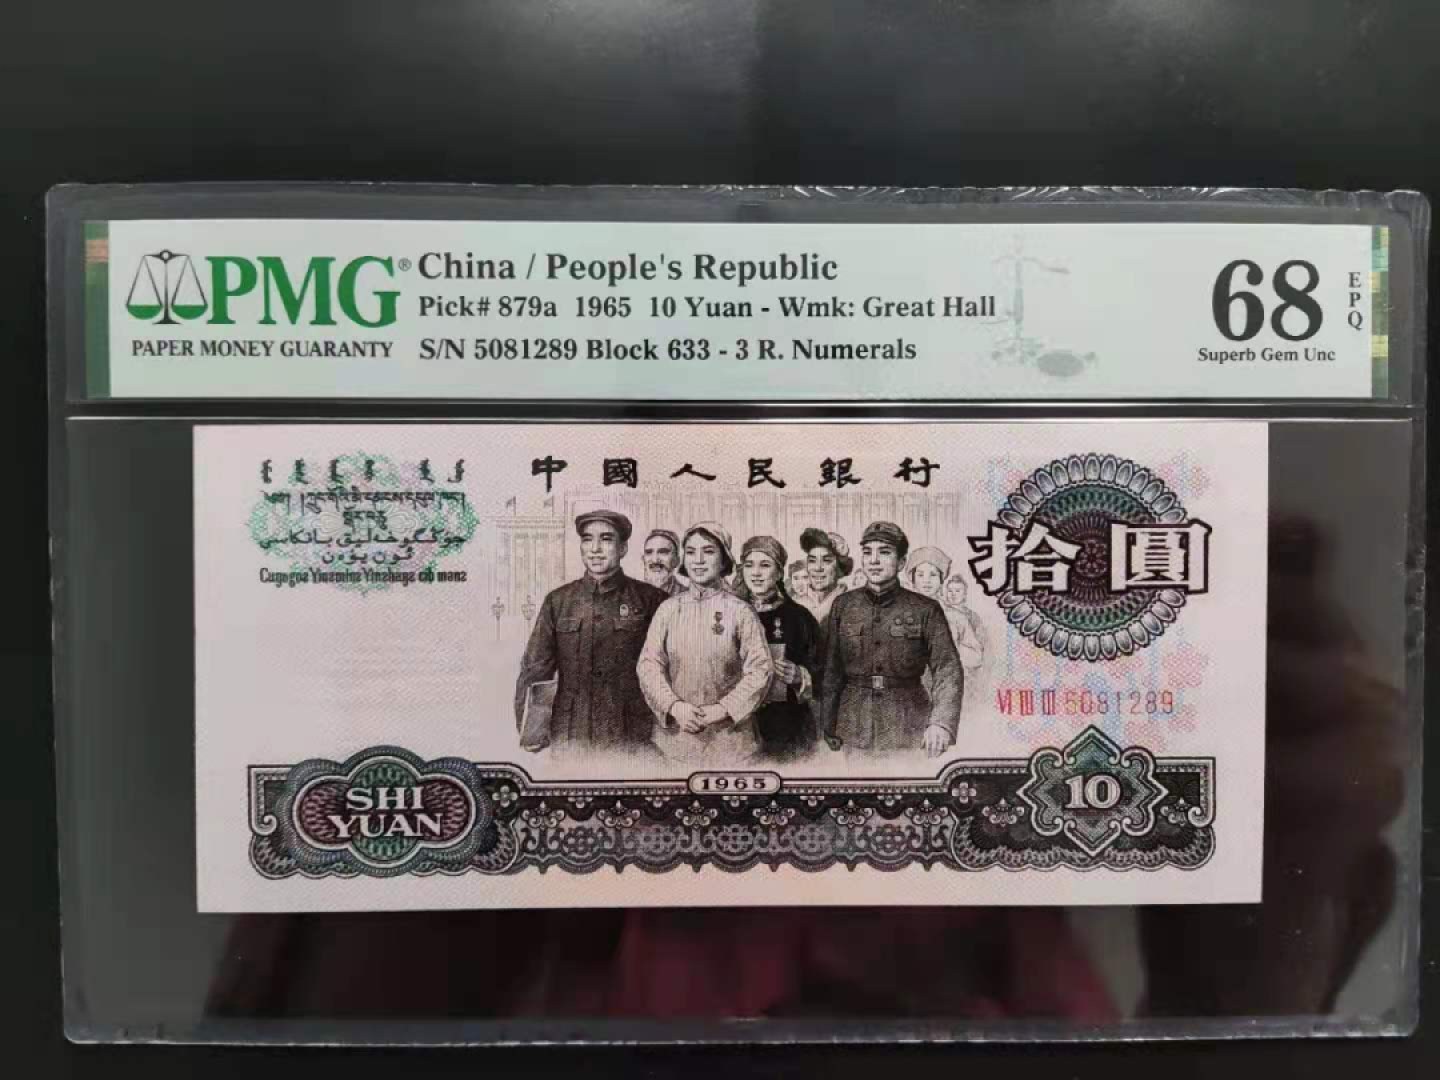 PMG®
PAPER MONEY GUARANTY
China / People's Republic
Pick# 879a 1965 10 Yuan - Wmk: Great Hall
S/N 5081289 Block 633 - 3 R. Numerals
68
EPQ
Superb Gem Unc
中國人民銀行
拾圓
VI III III 5081289
1965
SHI
YUAN
10